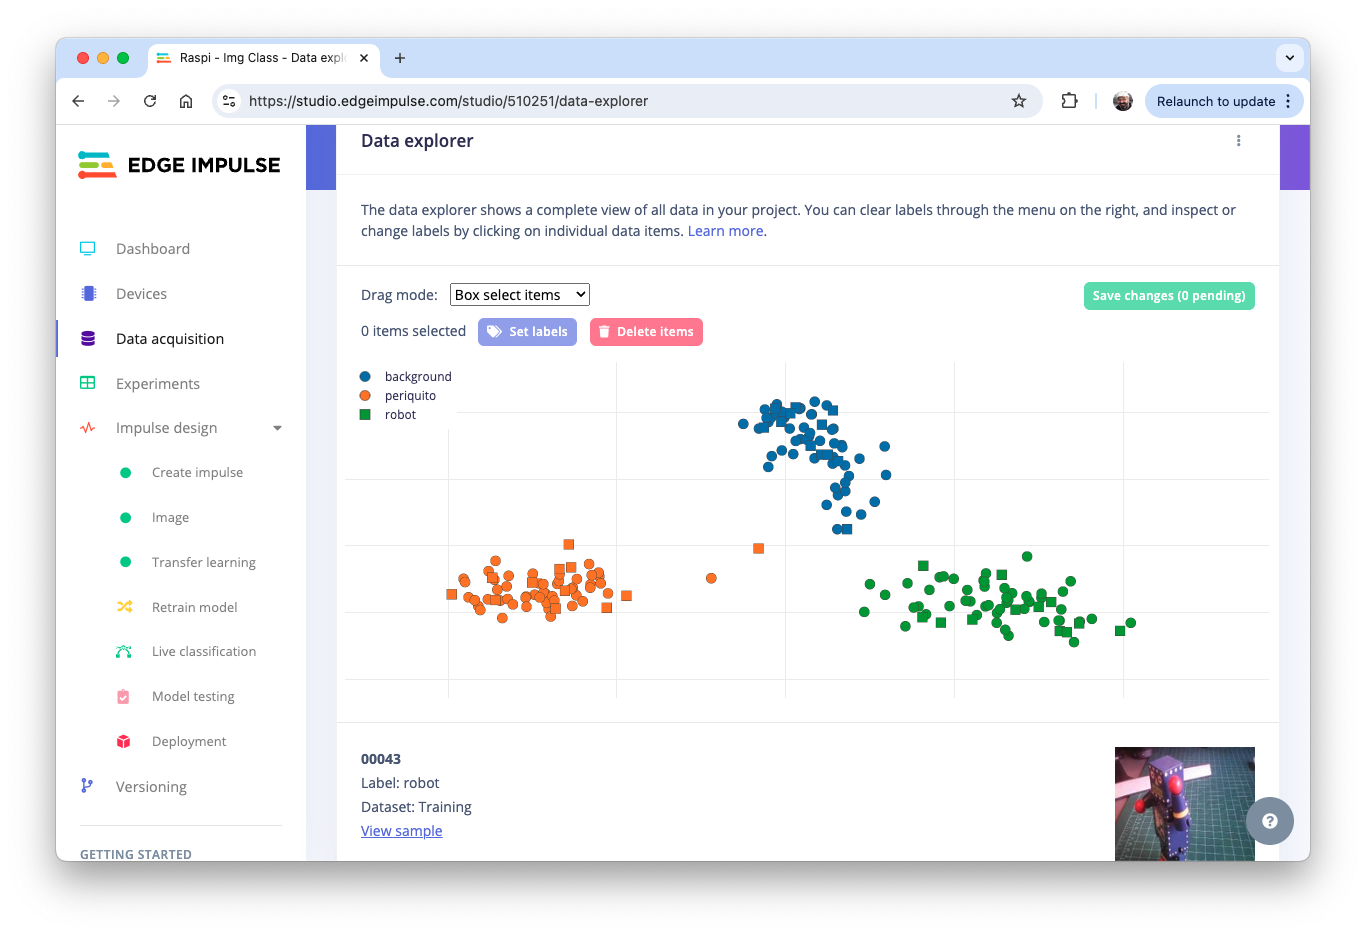 Raspi - Img Class - Data expl
https://studio.edgeimpulse.com/studio/510251/data-explorer
Relaunch to update
EDGE IMPULSE
Dashboard
Devices
Data acquisition
Experiments
Impulse design
Create impulse
Image
Transfer learning
Retrain model
Live classification
Model testing
Deployment
Versioning
GETTING STARTED
Data explorer
The data explorer shows a complete view of all data in your project. You can clear labels through the menu on the right, and inspect or
change labels by clicking on individual data items. Learn more.
Drag mode: Box select items
Save changes (0 pending)
0 items selected Set labels Delete items
background
periquito
robot
00043
Label: robot
Dataset: Training
View sample